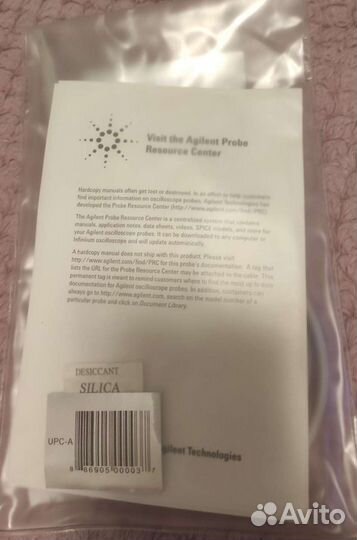 Visit the Agilent Probe
Resource Center
Hardcopy manuals often get lost or destroyed. In an effort to help customers
find important information on oscilloscope probes, Agilent Technologies has
developed the Probe Resource Center (http://www.agilent.com/find/PRC)
The Agilent Probe Resource Center is a centralized system that contains
manuals, application notes, data sheets, videos, SPICE models, and more for
your Agilent oscilloscope probes. It can be downloaded to any computer or
Infiniium oscilloscope and will update automatically.
A hardcopy manual does not ship with this product. Please visit
http://www.agilent.com/find/PRC for this probe's documentation. A tag that
lists the URL for the Probe Resource Center may be attached to the cable. This
permanent tag is meant to remind customers where to find the most up to date
documentation for Agilent oscilloscope probes. In addition, customers can
always go to http://www.agilent.com, search on the model number of a
particular probe and click on Document Library.
DESICCANT
SILICA
UPC-A
8 86905 00003 7
gilent Technologies
Avito